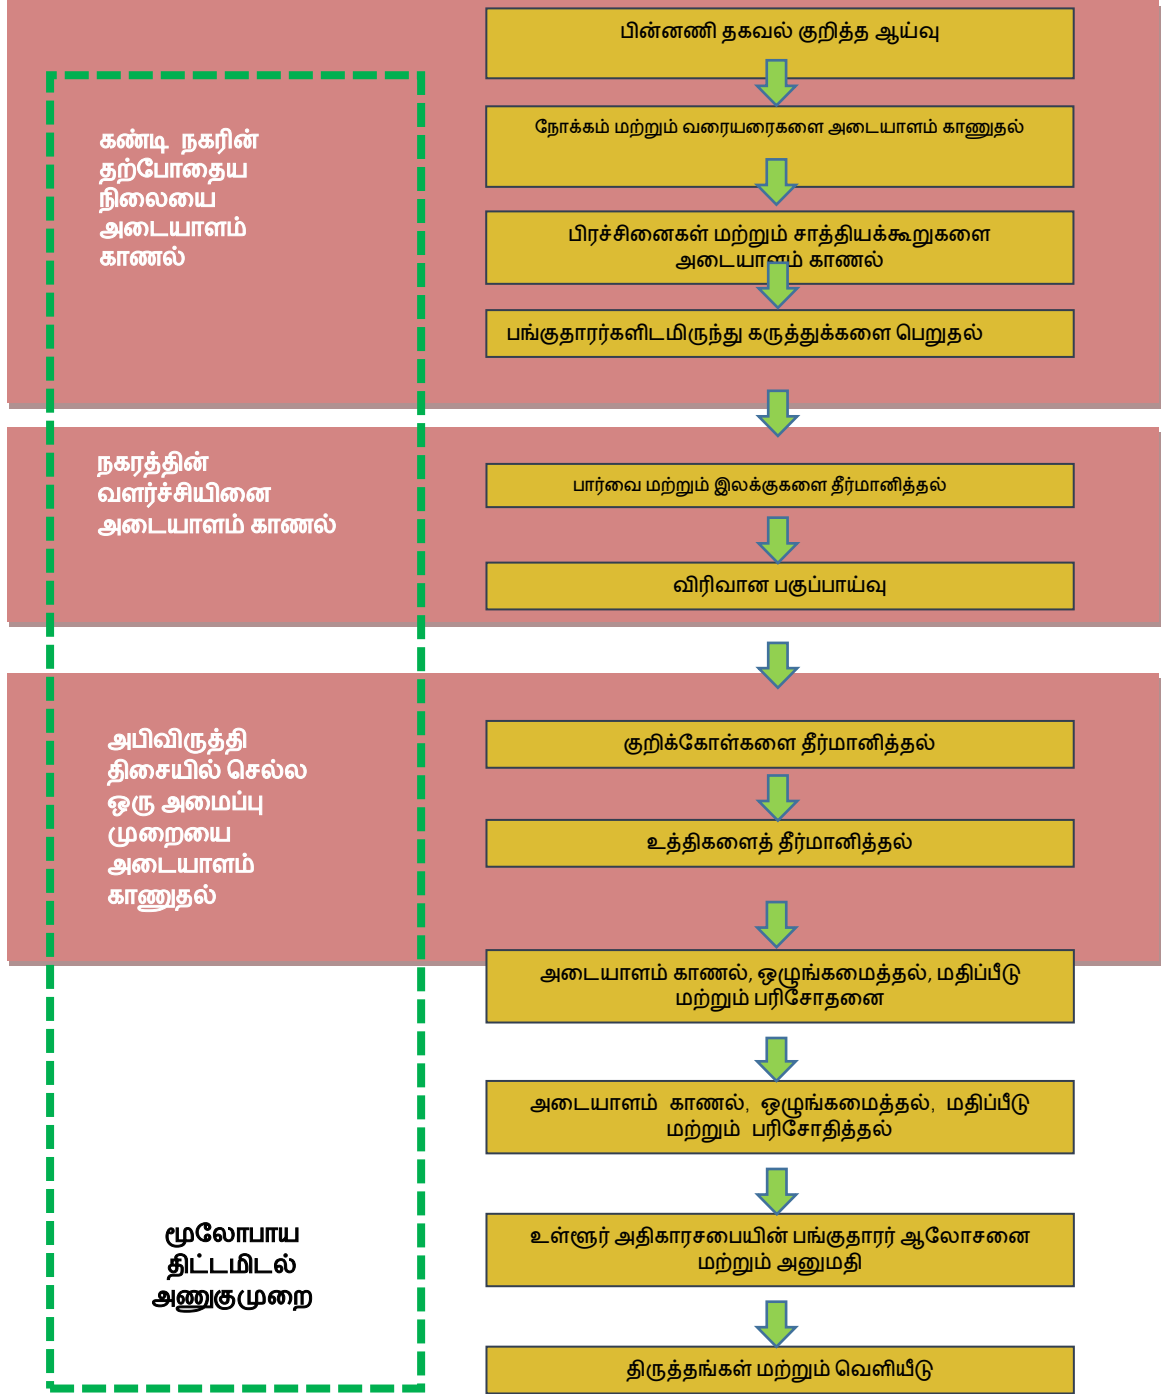 பின்னணி தகவல் குறித்த ஆய்வு
கண்டி நகரின்
தற்போதைய
நிலையை
அடையாளம்
காணல்
நோக்கம் மற்றும் வரையரைகளை அடையாளம் காணுதல்
பிரச்சினைகள் மற்றும் சாத்தியக்கூறுகளை
அடையாளம் காணல்
பங்குதாரர்களிடமிருந்து கருத்துக்களை பெறுதல்
நகரத்தின்
வளர்ச்சியினை
அடையாளம் காணல்
பார்வை மற்றும் இலக்குகளை தீர்மானித்தல்
விரிவான பகுப்பாய்வு
அபிவிருத்தி
திசையில் செல்ல
ஒரு அமைப்பு
முறையை
அடையாளம்
காணுதல்
குறிக்கோள்களை தீர்மானித்தல்
உத்திகளைத் தீர்மானித்தல்
அடையாளம் காணல், ஒழுங்கமைத்தல், மதிப்பீடு
மற்றும் பரிசோதனை
அடையாளம் காணல், ஒழுங்கமைத்தல், மதிப்பீடு
மற்றும் பரிசோதித்தல்
மூலோபாய
திட்டமிடல்
அணுகுமுறை
உள்ளூர் அதிகாரசபையின் பங்குதாரர் ஆலோசனை
மற்றும் அனுமதி
திருத்தங்கள் மற்றும் வெளியீடு